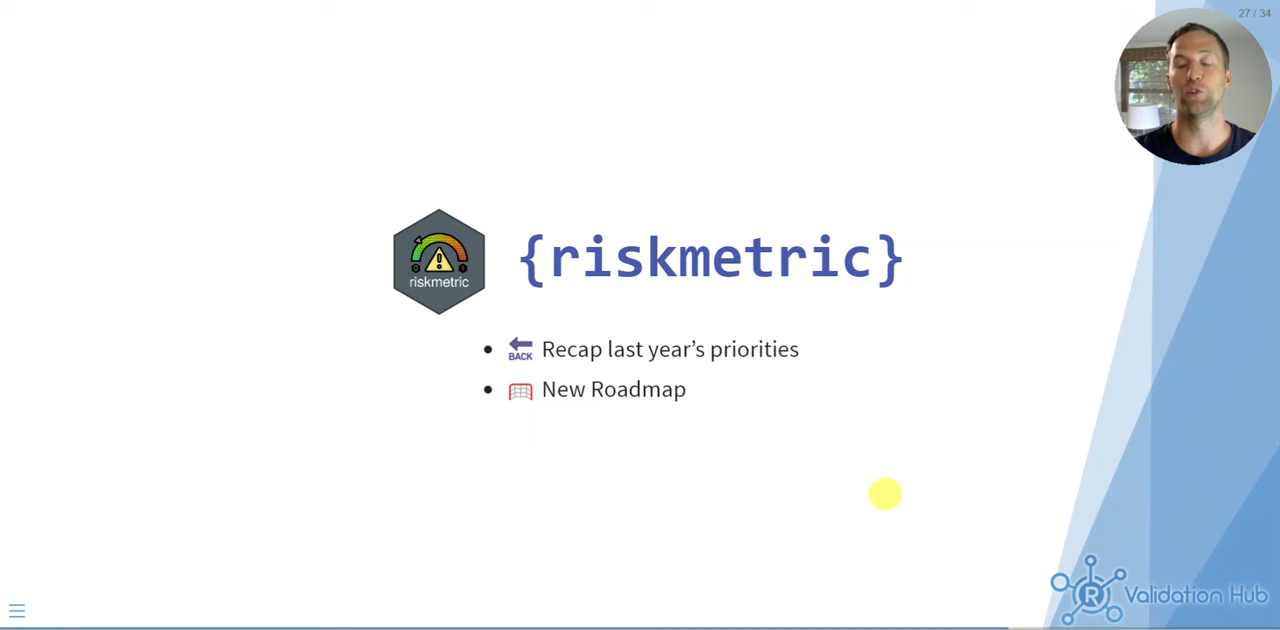 27 / 34
riskmetric
{riskmetric}
BACK Recap last year's priorities
New Roadmap
R Validation Hub